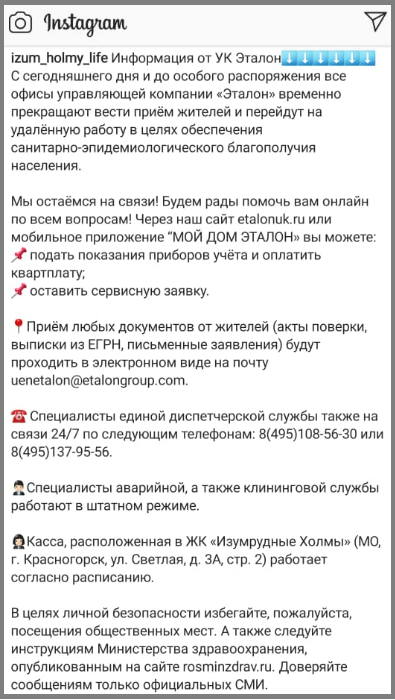 Instagram
izum_holmy_life Информация от УК Эталон⬇️⬇️⬇️⬇️⬇️⬇️
С сегодняшнего дня и до особого распоряжения все
офисы управляющей компании «Эталон» временно
прекращают вести приём жителей и перейдут на
удалённую работу в целях обеспечения
санитарно-эпидемиологического благополучия
населения.
Мы остаёмся на связи! Будем рады помочь вам онлайн
по всем вопросам! Через наш сайт etalonuk.ru или
мобильное приложение “МОЙ ДОМ ЭТАЛОН» вы можете:
📌 подать показания приборов учёта и оплатить
квартплату;
📌 оставить сервисную заявку.
📍Приём любых документов от жителей (акты поверки,
выписки из ЕГРН, письменные заявления) будут
проходить в электронном виде на почту
uenetalon@etalongroup.com.
☎️ Специалисты единой диспетчерской службы также на
связи 24/7 по следующим телефонам: 8(495)108-56-30 или
8(495)137-95-56.
🤵🏻Специалисты аварийной, а также клининговой службы
работают в штатном режиме.
👰🏻Касса, расположенная в ЖК «Изумрудные Холмы» (МО,
г. Красногорск, ул. Светлая, д. 3А, стр. 2) работает
согласно расписанию.
В целях личной безопасности избегайте, пожалуйста,
посещения общественных мест. А также следуйте
инструкциям Министерства здравоохранения,
опубликованным на сайте rosminzdrav.ru. Доверяйте
сообщениям только официальных СМИ.